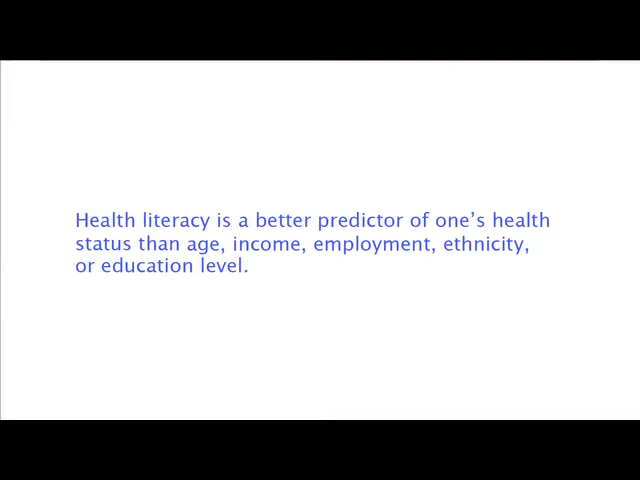 Health literacy is a better predictor of one’s health
status than age, income, employment, ethnicity,
or education level.